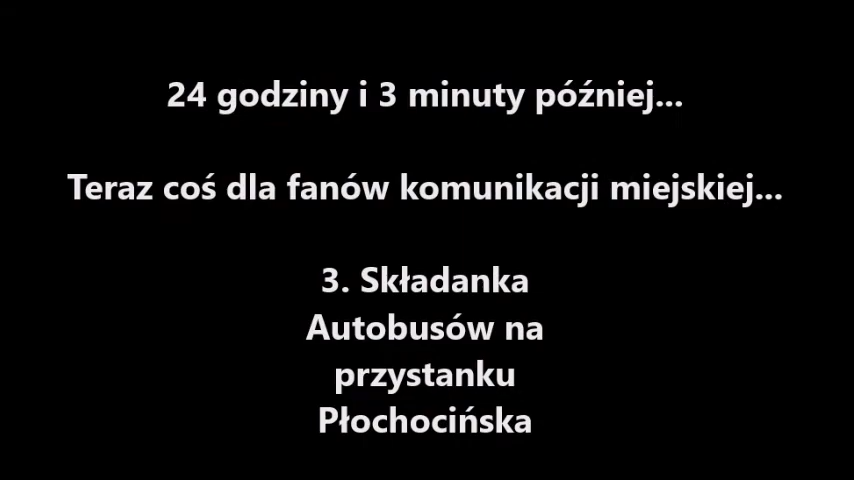 24 godziny i 3 minuty później...
Teraz coś dla fanów komunikacji miejskiej...
3. Składanka
Autobusów na
przystanku
Płochocińska